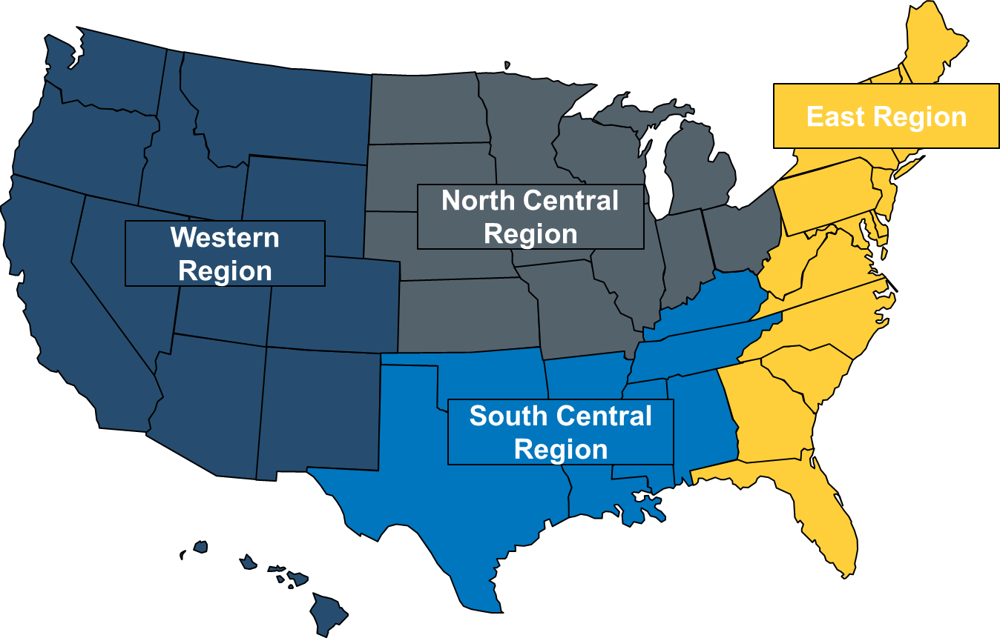 East Region
North Central
Region
Western
Region
South Central
Region